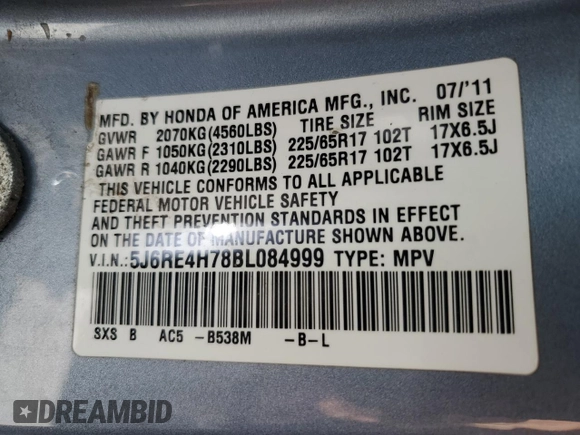 MFD. BY HONDA OF AMERICA MFG., INC. 07/'11
GVWR 2070KG(4560LBS) TIRE SIZE RIM SIZE
GAWR F 1050KG(2310LBS) 225/65R17 102T 17X6.5J
GAWR R 1040KG(2290LBS) 225/65R17 102T 17X6.5J
THIS VEHICLE CONFORMS TO ALL APPLICABLE
FEDERAL MOTOR VEHICLE SAFETY
AND THEFT PREVENTION STANDARDS IN EFFECT
ON THE DATE OF MANUFACTURE SHOWN ABOVE.
V.I.N.: 5J6RE4H78BL084999 TYPE: MPV
SXS B AC5 -B538M -B-L
DREAMBID